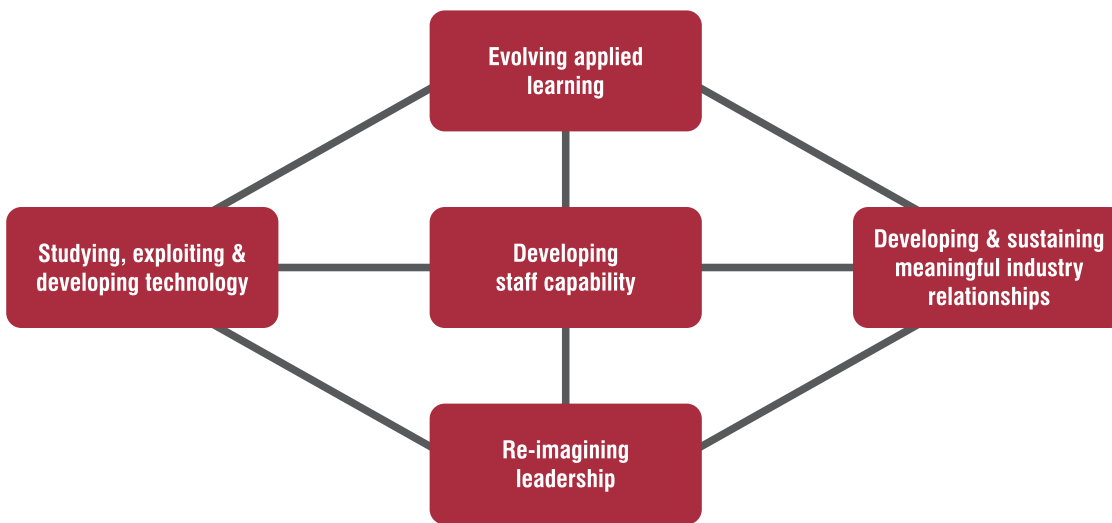 Evolving applied
learning
Studying, exploiting &
developing technology
Developing
staff capability
Developing & sustaining
meaningful industry
relationships
Re-imagining
leadership